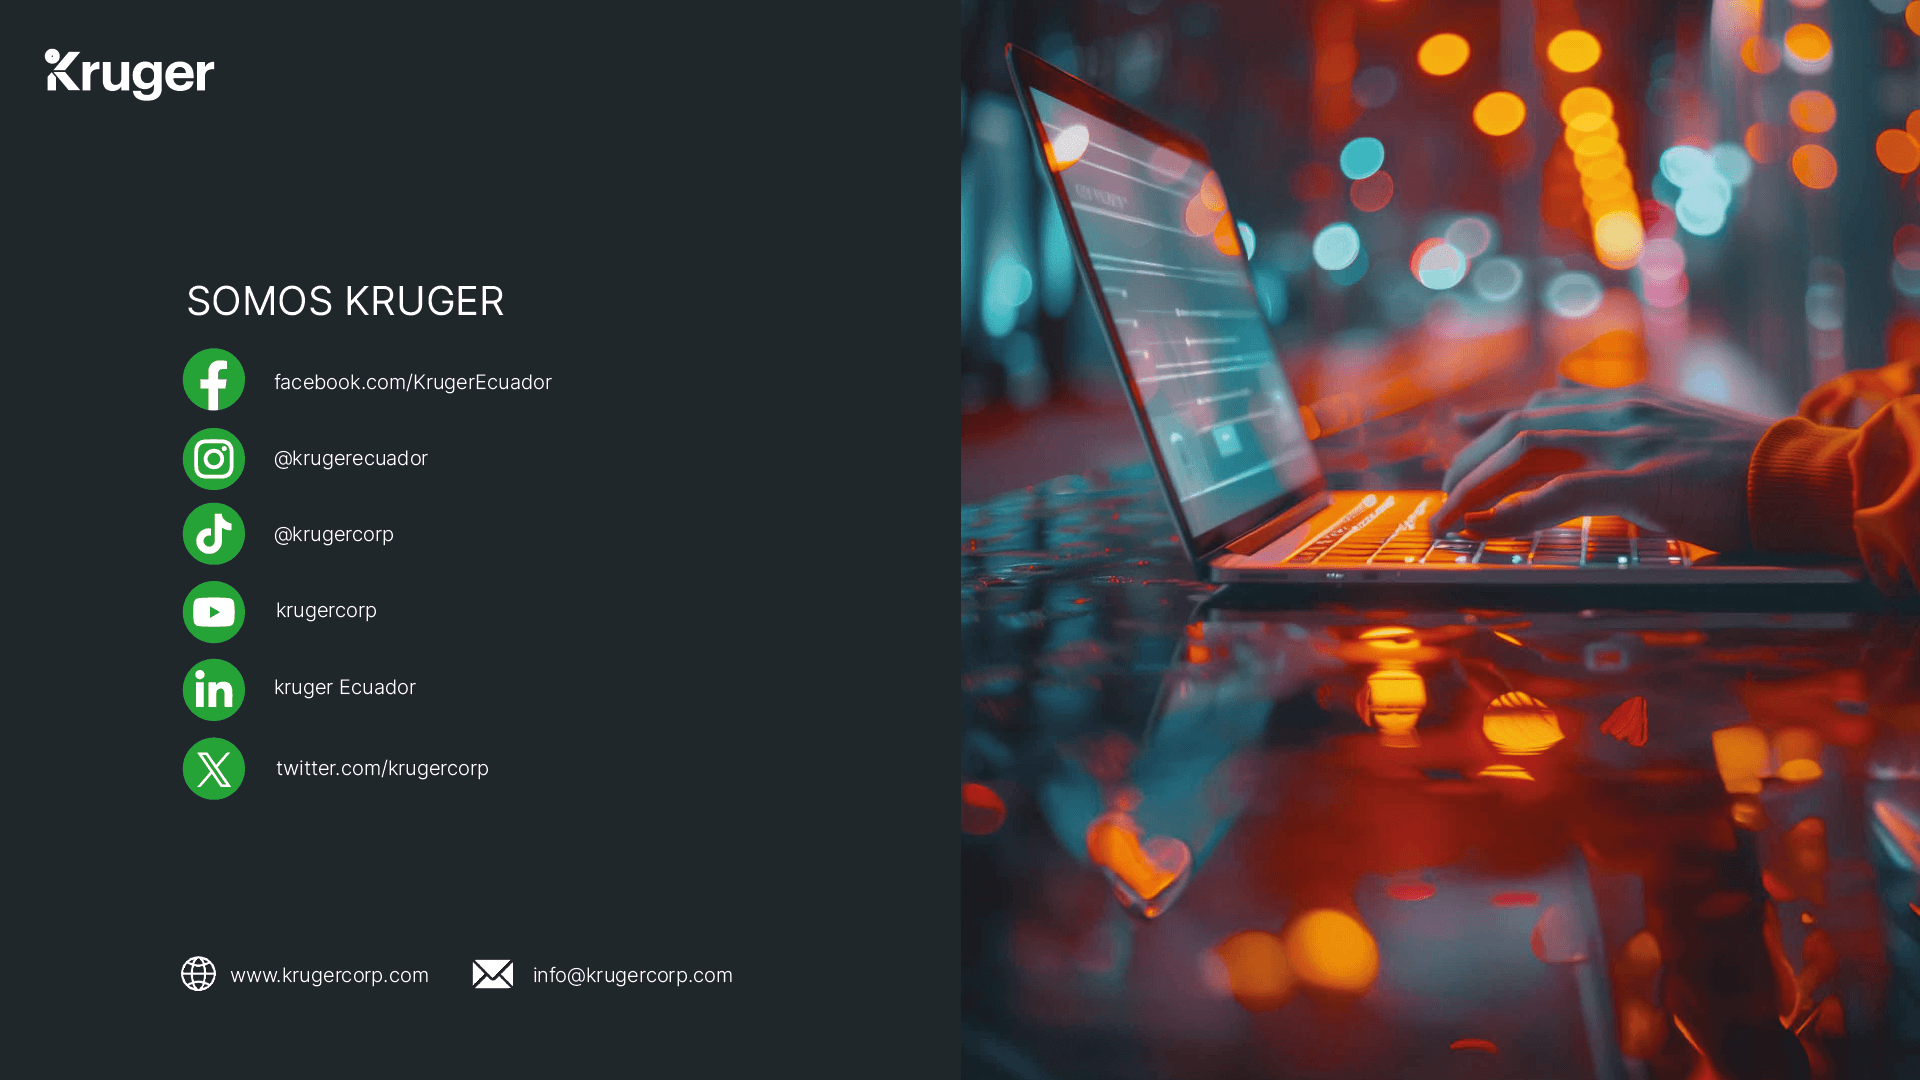 Kruger
SOMOS KRUGER
facebook.com/KrugerEcuador
@krugerecuador
@krugercorp
krugercorp
kruger Ecuador
twitter.com/krugercorp
www.krugercorp.com
info@krugercorp.com